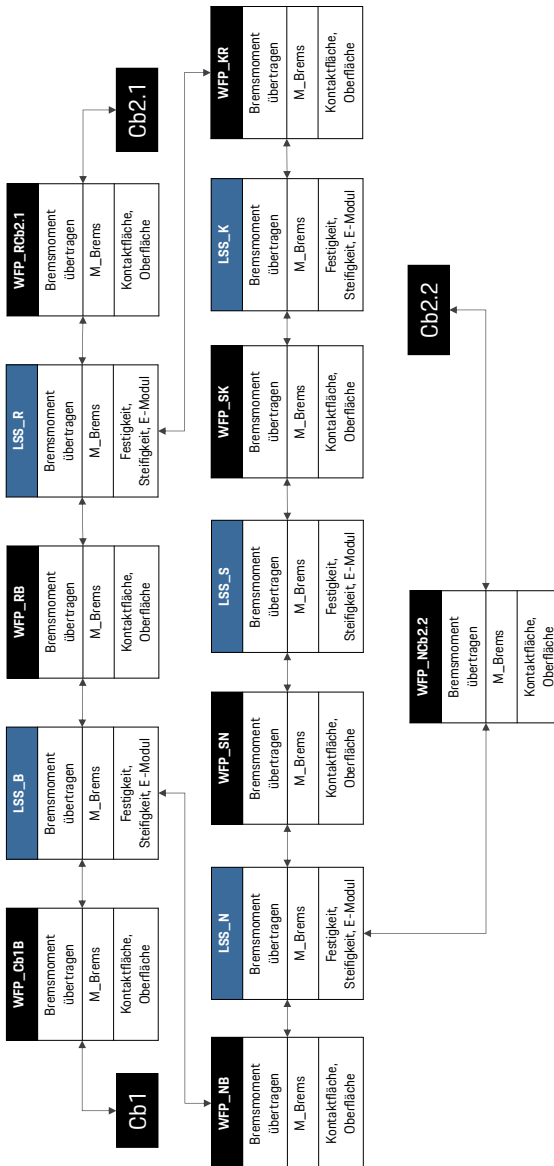 Cb1
WFP_Cb1B
Bremsmoment
übertragen
M_Brems
Kontaktfläche,
Oberfläche
LSS_B
Bremsmoment
übertragen
M_Brems
Festigkeit,
Steifigkeit, E-Modul
WFP_RB
Bremsmoment
übertragen
M_Brems
Kontaktfläche,
Oberfläche
LSS_R
Bremsmoment
übertragen
M_Brems
Festigkeit,
Steifigkeit, E-Modul
WFP_RCb2.1
Bremsmoment
übertragen
M_Brems
Kontaktfläche,
Oberfläche
Cb2.1
WFP_NB
Bremsmoment
übertragen
M_Brems
Kontaktfläche,
Oberfläche
LSS_N
Bremsmoment
übertragen
M_Brems
Festigkeit,
Steifigkeit, E-Modul
WFP_SN
Bremsmoment
übertragen
M_Brems
Kontaktfläche,
Oberfläche
LSS_S
Bremsmoment
übertragen
M_Brems
Festigkeit,
Steifigkeit, E-Modul
WFP_SK
Bremsmoment
übertragen
M_Brems
Kontaktfläche,
Oberfläche
LSS_K
Bremsmoment
übertragen
M_Brems
Festigkeit,
Steifigkeit, E-Modul
WFP_KR
Bremsmoment
übertragen
M_Brems
Kontaktfläche,
Oberfläche
WFP_NCb2.2
Bremsmoment
übertragen
M_Brems
Kontaktfläche,
Oberfläche
Cb2.2